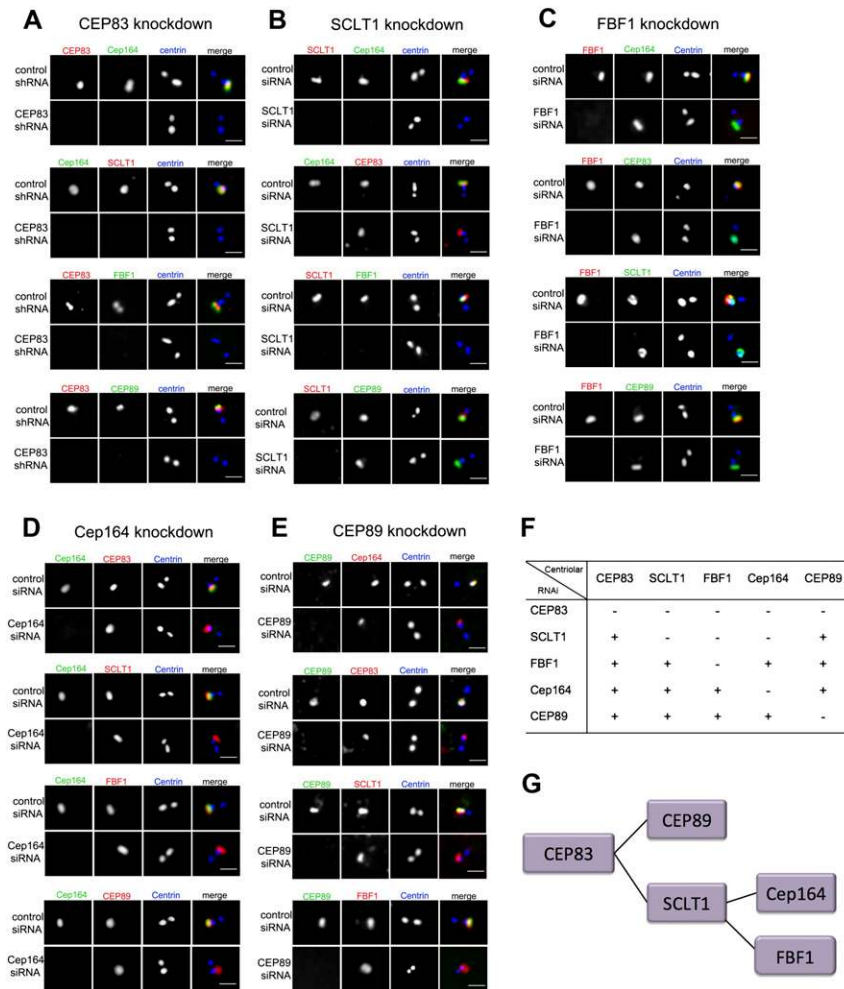 A CEP83 knockdown
CEP83 Cep164 centrin merge
control shRNA
CEP83 shRNA
Cep164 SCLT1 centrin merge
control shRNA
CEP83 shRNA
CEP83 FBF1 centrin merge
control shRNA
CEP83 shRNA
CEP83 CEP89 centrin merge
control shRNA
CEP83 shRNA
B SCLT1 knockdown
SCLT1 Cep164 centrin merge
control siRNA
SCLT1 siRNA
Cep164 CEP83 centrin merge
control siRNA
SCLT1 siRNA
SCLT1 FBF1 centrin merge
control siRNA
SCLT1 siRNA
SCLT1 CEP89 centrin merge
control siRNA
SCLT1 siRNA
C FBF1 knockdown
FBF1 Cep164 Centrin merge
control siRNA
FBF1 siRNA
FBF1 CEP83 Centrin merge
control siRNA
FBF1 siRNA
FBF1 SCLT1 Centrin merge
control siRNA
FBF1 siRNA
FBF1 CEP89 Centrin merge
control siRNA
FBF1 siRNA
D Cep164 knockdown
Cep164 CEP83 Centrin merge
control siRNA
Cep164 siRNA
Cep164 SCLT1 Centrin merge
control siRNA
Cep164 siRNA
Cep164 FBF1 Centrin merge
control siRNA
Cep164 siRNA
Cep164 CEP89 Centrin merge
control siRNA
Cep164 siRNA
E CEP89 knockdown
CEP89 Cep164 Centrin merge
control siRNA
CEP89 siRNA
CEP89 CEP83 Centrin merge
control siRNA
CEP89 siRNA
CEP89 SCLT1 Centrin merge
control siRNA
CEP89 siRNA
CEP89 FBF1 Centrin merge
control siRNA
CEP89 siRNA
F
Centriolar RNAi CEP83 SCLT1 FBF1 Cep164 CEP89
CEP83 - - - - -
SCLT1 + - - - +
FBF1 + + - + +
Cep164 + + + - +
CEP89 + + + + -
G
CEP83
CEP89
SCLT1
Cep164
FBF1